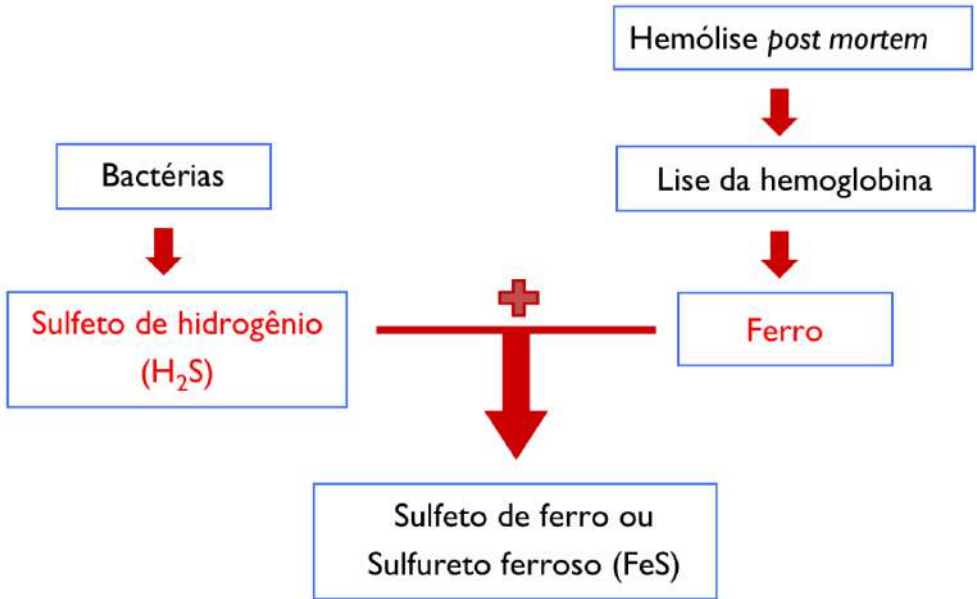 Hemólise post mortem
Bactérias
Lise da hemoglobina
Sulfeto de hidrogênio
(H₂S)
Ferro
Sulfeto de ferro ou
Sulfureto ferroso (FeS)